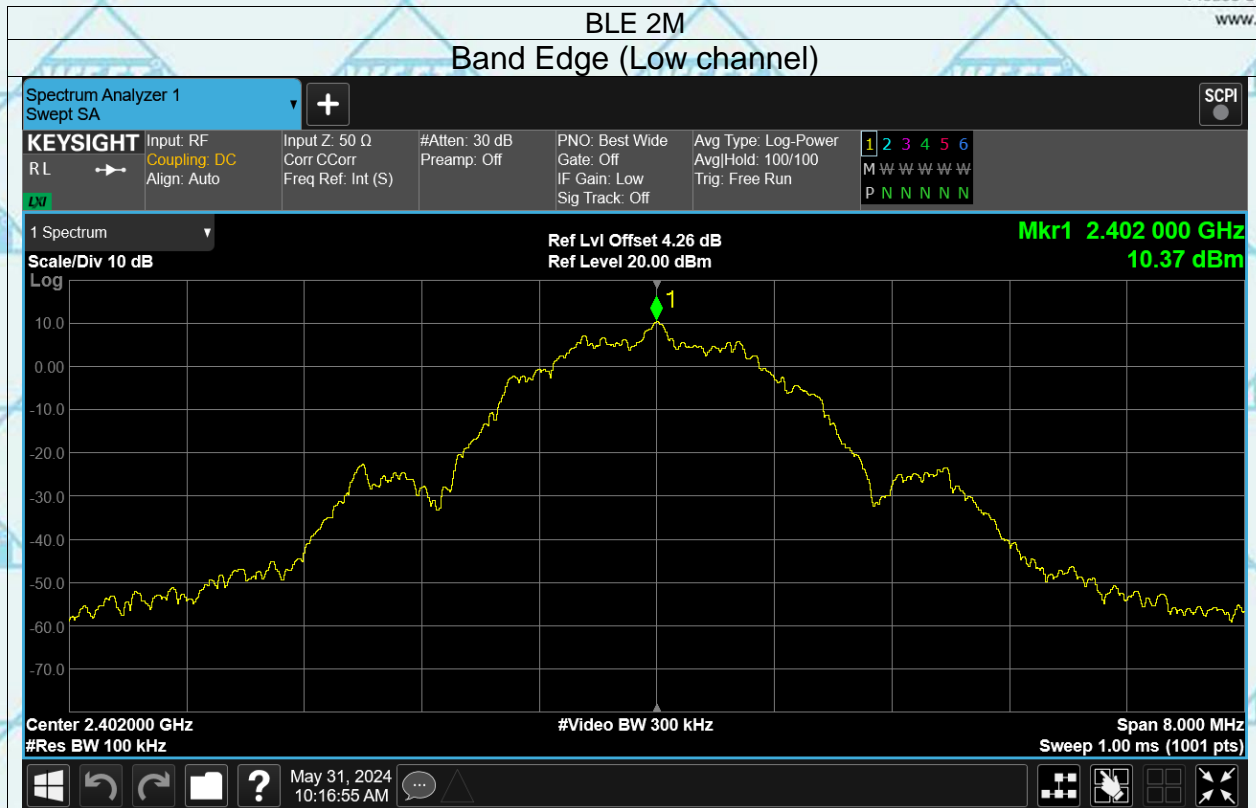 www.
BLE 2M
Band Edge (Low channel)
Spectrum Analyzer 1
Swept SA
+
SCPI
KEYSIGHT
RL
LXI
Input: RF
Coupling: DC
Align: Auto
Input Z: 50 Ω
Corr CCorr
Freq Ref: Int (S)
#Atten: 30 dB
Preamp: Off
PNO: Best Wide
Gate: Off
IF Gain: Low
Sig Track: Off
Avg Type: Log-Power
Avg|Hold: 100/100
Trig: Free Run
1 2 3 4 5 6
M W W W W W
P N N N N N
1 Spectrum
Scale/Div 10 dB
Log
Ref Lvl Offset 4.26 dB
Ref Level 20.00 dBm
Mkr1 2.402 000 GHz
10.37 dBm
1
10.0
0.00
-10.0
-20.0
-30.0
-40.0
-50.0
-60.0
-70.0
Center 2.402000 GHz
#Res BW 100 kHz
#Video BW 300 kHz
Span 8.000 MHz
Sweep 1.00 ms (1001 pts)
?
May 31, 2024
10:16:55 AM